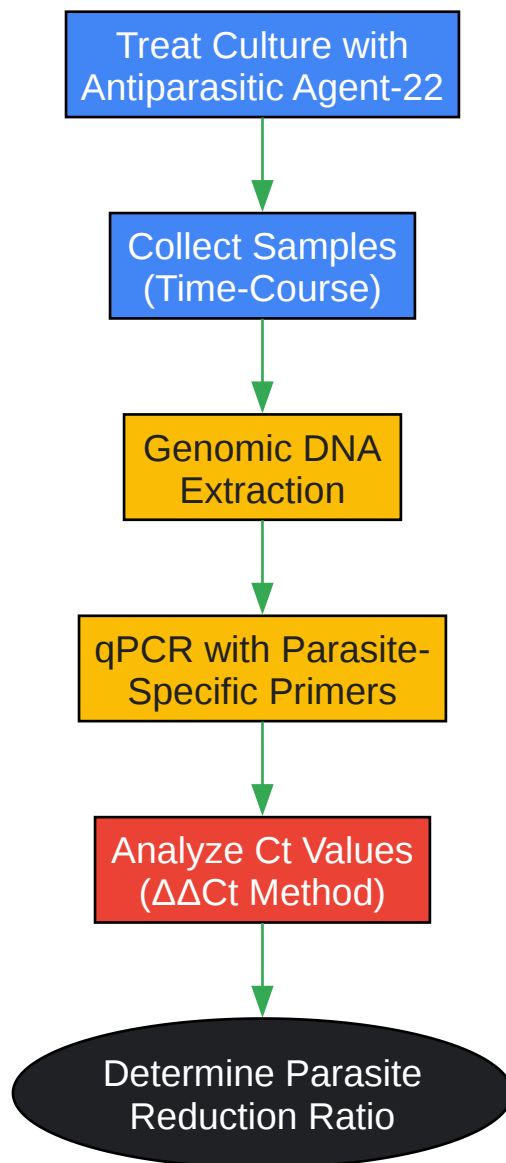 Treat Culture with
Antiparasitic Agent-22
Collect Samples
(Time-Course)
Genomic DNA
Extraction
qPCR with Parasite-
Specific Primers
Analyze Ct Values
(ΔΔCt Method)
Determine Parasite
Reduction Ratio